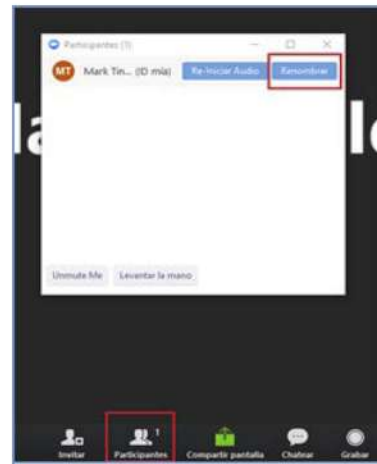 Participantes (1)
MT Mark Tin... (ID mía) Re-Iniciar Audio Renombrar
Unmute Me Levantar la mano
1
Invitar Participantes Compartir pantalla Chatear Grabar